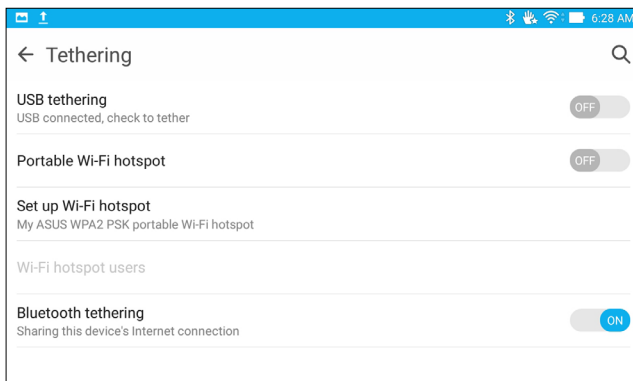 6:28 AM
Tethering
USB tethering
OFF
USB connected, check to tether
Portable Wi-Fi hotspot
OFF
Set up Wi-Fi hotspot
My ASUS WPA2 PSK portable Wi-Fi hotspot
Wi-Fi hotspot users
Bluetooth tethering
ON
Sharing this device's Internet connection